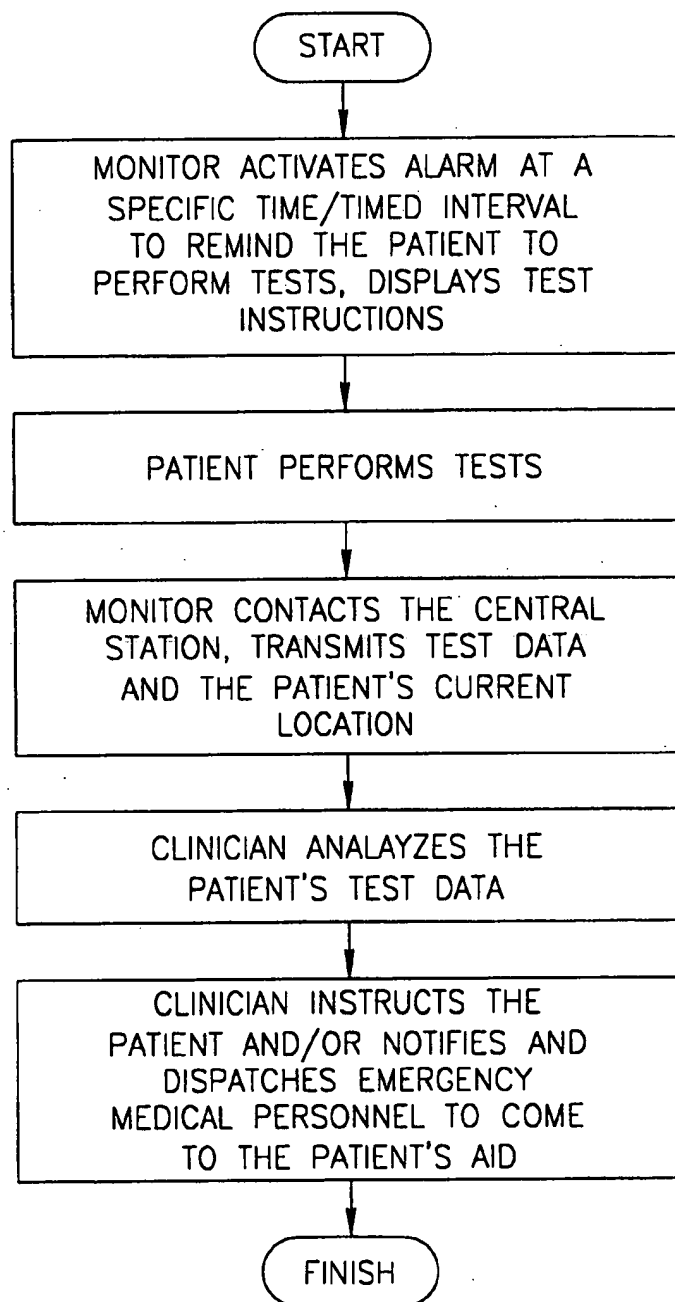 START
MONITOR ACTIVATES ALARM AT A
SPECIFIC TIME/TIMED INTERVAL
TO REMIND THE PATIENT TO
PERFORM TESTS, DISPLAYS TEST
INSTRUCTIONS
PATIENT PERFORMS TESTS
MONITOR CONTACTS THE CENTRAL
STATION, TRANSMITS TEST DATA
AND THE PATIENT'S CURRENT
LOCATION
CLINICIAN ANALAYZES THE
PATIENT'S TEST DATA
CLINICIAN INSTRUCTS THE
PATIENT AND/OR NOTIFIES AND
DISPATCHES EMERGENCY
MEDICAL PERSONNEL TO COME
TO THE PATIENT'S AID
FINISH